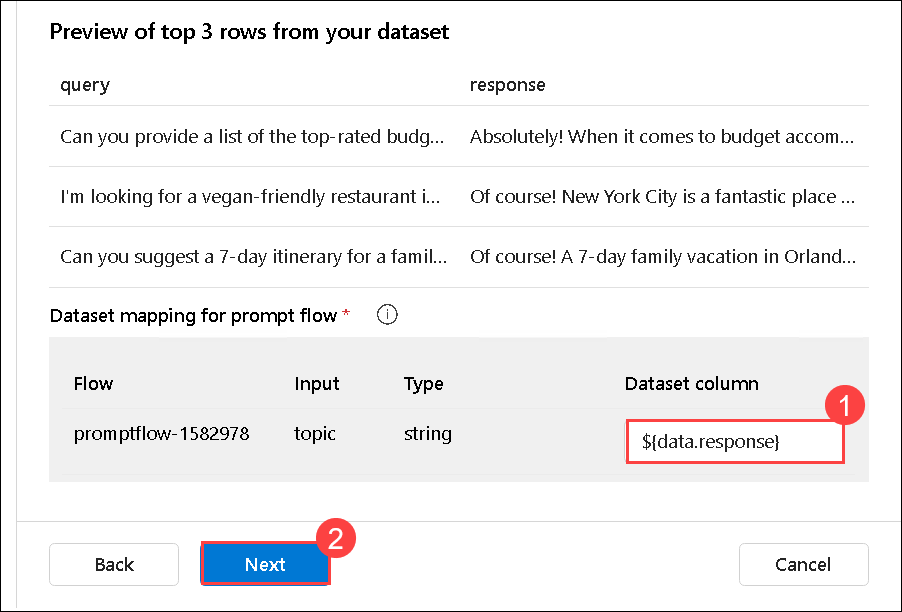 Preview of top 3 rows from your dataset
query response
Can you provide a list of the top-rated budg... Absolutely! When it comes to budget accom...
I'm looking for a vegan-friendly restaurant i... Of course! New York City is a fantastic place ...
Can you suggest a 7-day itinerary for a famil... Of course! A 7-day family vacation in Orland...
Dataset mapping for prompt flow * i
Flow Input Type Dataset column
1
promptflow-1582978 topic string ${data.response}
2
Back Next Cancel